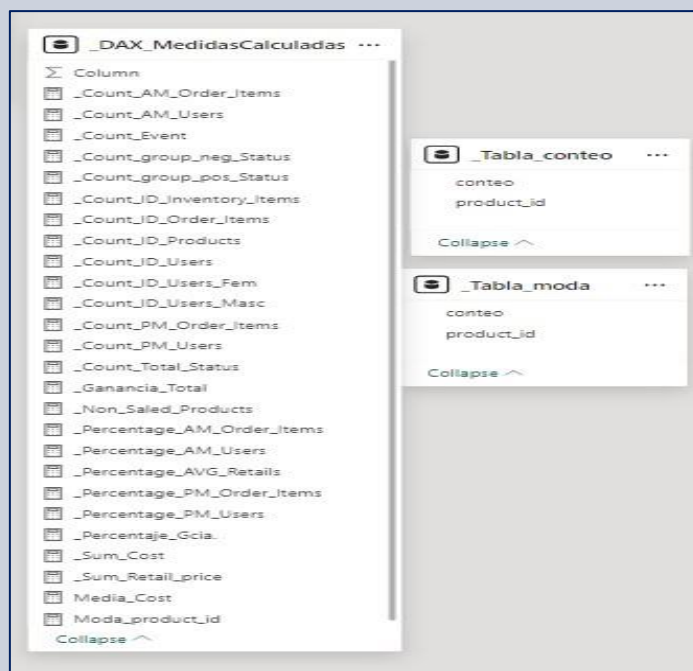 _DAX_MedidasCalculadas ...
Column
_Count_AM_Order_Items
_Count_AM_Users
_Count_Event
_Count_group_neg_Status
_Count_group_pos_Status
_Count_ID_Inventory_Items
_Count_ID_Order_Items
_Count_ID_Products
_Count_ID_Users
_Count_ID_Users_Fem
_Count_ID_Users_Masc
_Count_PM_Order_Items
_Count_PM_Users
_Count_Total_Status
_Ganancia_Total
_Non_Saled_Products
_Percentage_AM_Order_Items
_Percentage_AM_Users
_Percentage_AVG_Retails
_Percentage_PM_Order_Items
_Percentage_PM_Users
_Percentaje_Gcia.
_Sum_Cost
_Sum_Retail_price
Media_Cost
Moda_product_id
Collapse
_Tabla_conteo ...
conteo
product_id
Collapse
_Tabla_moda ...
conteo
product_id
Collapse